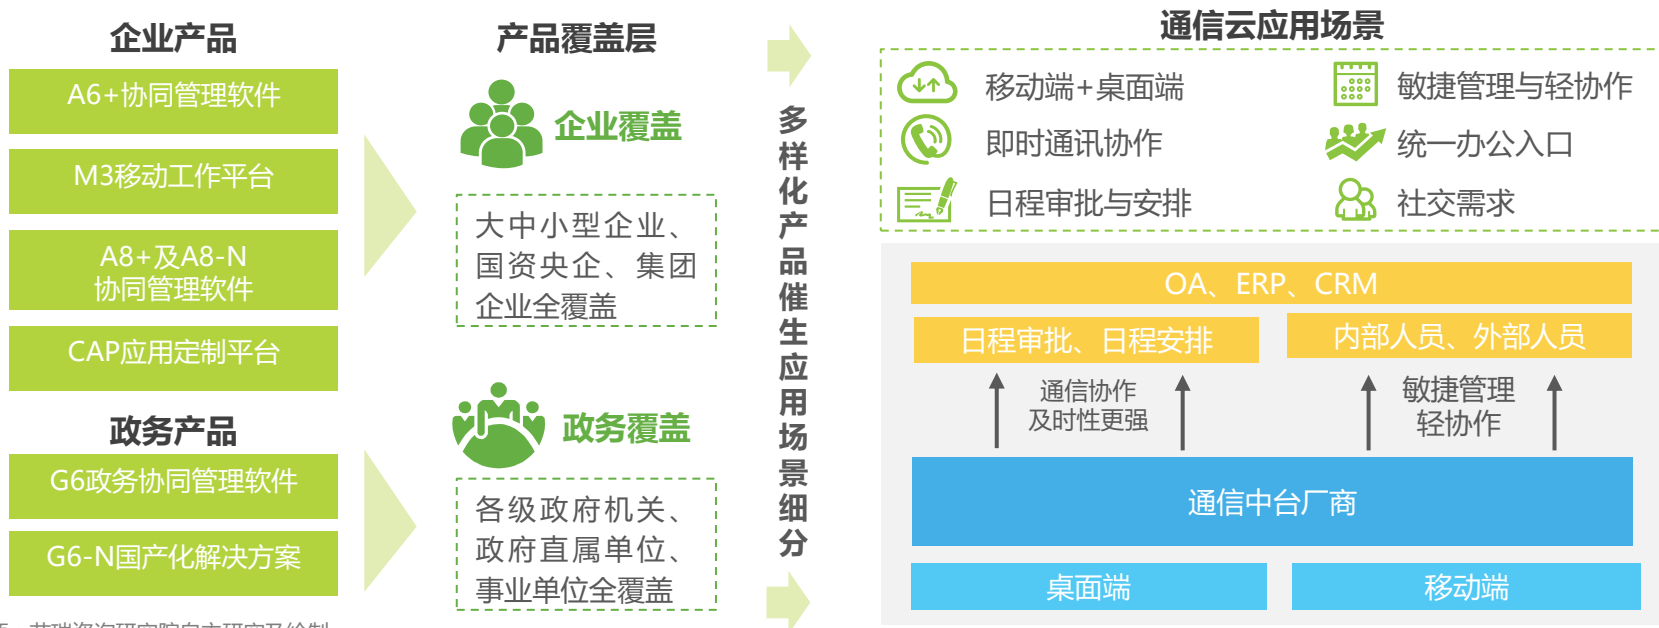 企业产品
A6+协同管理软件
M3移动工作平台
A8+及A8-N
协同管理软件
CAP应用定制平台
政务产品
G6政务协同管理软件
G6-N国产化解决方案
产品覆盖层
企业覆盖
大中小型企业、
国资央企、集团
企业全覆盖
政务覆盖
各级政府机关、
政府直属单位、
事业单位全覆盖
多样化产品催生应用场景细分
通信云应用场景
移动端+桌面端
敏捷管理与轻协作
即时通讯协作
统一办公入口
日程审批与安排
社交需求
OA、ERP、CRM
日程审批、日程安排
内部人员、外部人员
通信协作
及时性更强
敏捷管理
轻协作
通信中台厂商
桌面端
移动端